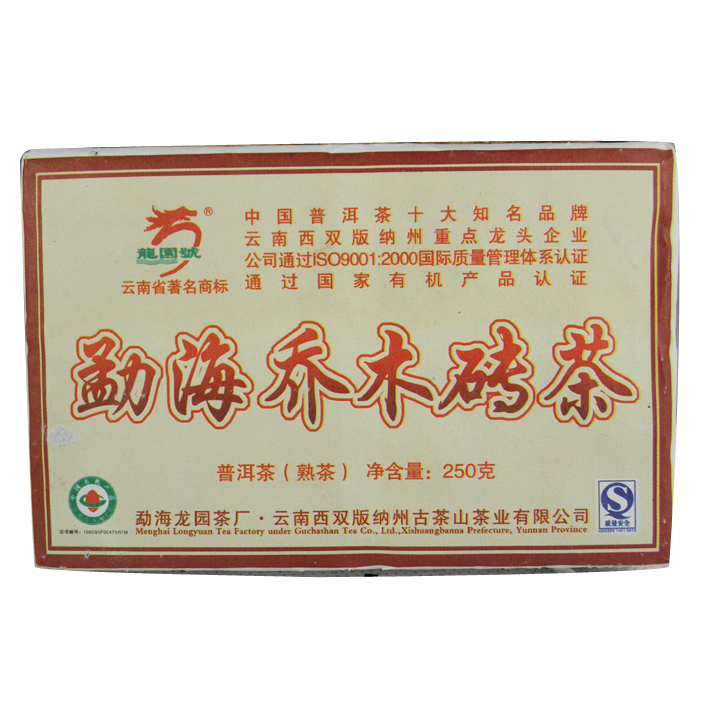 ®
龍園號
云南省著名商标
中国普洱茶十大知名品牌
云南西双版纳州重点龙头企业
公司通过ISO9001:2000国际质量管理体系认证
通过国家有机产品认证
勐海乔木砖茶
普洱茶（熟茶） 净含量：250克
质量安全
勐海龙园茶厂·云南西双版纳州古茶山茶业有限公司
Menghai Longyuan Tea Factory under Guchashan Tea Co., Ltd.,Xishuangbanna Prefecture, Yunnan Province